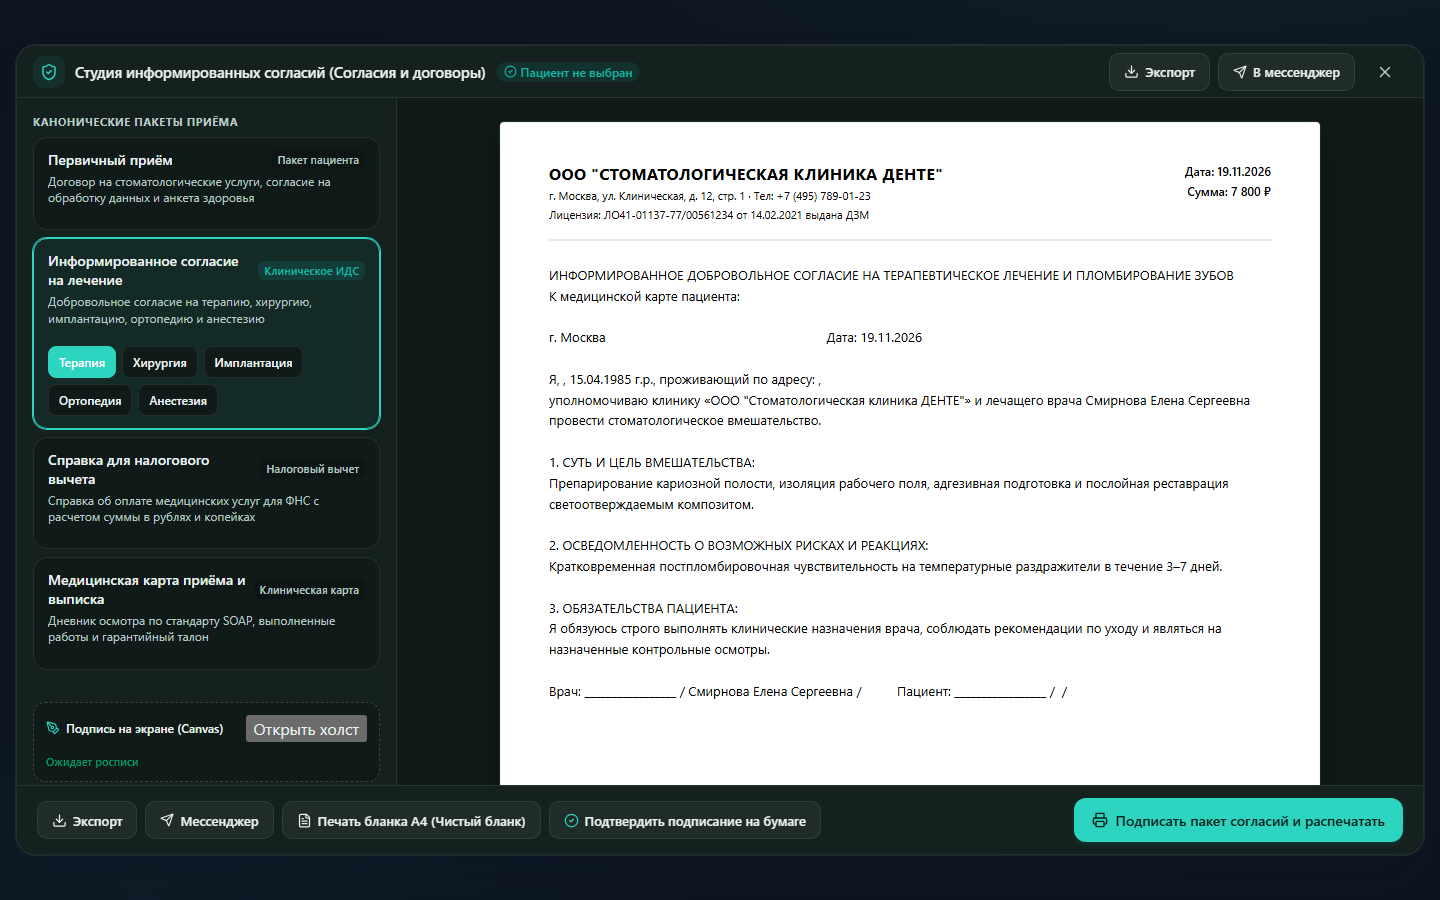 Студия информированных согласий (Согласия и договоры)
Пациент не выбран
Экспорт
В мессенджер
КАНОНИЧЕСКИЕ ПАКЕТЫ ПРИЁМА
Первичный приём
Пакет пациента
Договор на стоматологические услуги, согласие на
обработку данных и анкета здоровья
Информированное согласие
на лечение
Клиническое ИДС
Добровольное согласие на терапию, хирургию,
имплантацию, ортопедию и анестезию
Терапия
Хирургия
Имплантация
Ортопедия
Анестезия
Справка для налогового
вычета
Налоговый вычет
Справка об оплате медицинских услуг для ФНС с
расчетом суммы в рублях и копейках
Медицинская карта приёма и
выписка
Клиническая карта
Дневник осмотра по стандарту SOAP, выполненные
работы и гарантийный талон
Подпись на экране (Canvas)
Открыть холст
Ожидает росписи
ООО "СТОМАТОЛОГИЧЕСКАЯ КЛИНИКА ДЕНТЕ"
г. Москва, ул. Клиническая, д. 12, стр. 1 · Тел: +7 (495) 789-01-23
Лицензия: ЛО41-01137-77/00561234 от 14.02.2021 выдана ДЗМ
Дата: 19.11.2026
Сумма: 7 800 ₽
ИНФОРМИРОВАННОЕ ДОБРОВОЛЬНОЕ СОГЛАСИЕ НА ТЕРАПЕВТИЧЕСКОЕ ЛЕЧЕНИЕ И ПЛОМБИРОВАНИЕ ЗУБОВ
К медицинской карте пациента:
г. Москва Дата: 19.11.2026
Я, , 15.04.1985 г.р., проживающий по адресу: ,
уполномочиваю клинику «ООО "Стоматологическая клиника ДЕНТЕ"» и лечащего врача Смирнова Елена Сергеевна
провести стоматологическое вмешательство.
1. СУТЬ И ЦЕЛЬ ВМЕШАТЕЛЬСТВА:
Препарирование кариозной полости, изоляция рабочего поля, адгезивная подготовка и послойная реставрация
светоотверждаемым композитом.
2. ОСВЕДОМЛЕННОСТЬ О ВОЗМОЖНЫХ РИСКАХ И РЕАКЦИЯХ:
Кратковременная постпломбировочная чувствительность на температурные раздражители в течение 3–7 дней.
3. ОБЯЗАТЕЛЬСТВА ПАЦИЕНТА:
Я обязуюсь строго выполнять клинические назначения врача, соблюдать рекомендации по уходу и являться на
назначенные контрольные осмотры.
Врач: ________________ / Смирнова Елена Сергеевна / Пациент: ________________ / /
Экспорт
Мессенджер
Печать бланка А4 (Чистый бланк)
Подтвердить подписание на бумаге
Подписать пакет согласий и распечатать